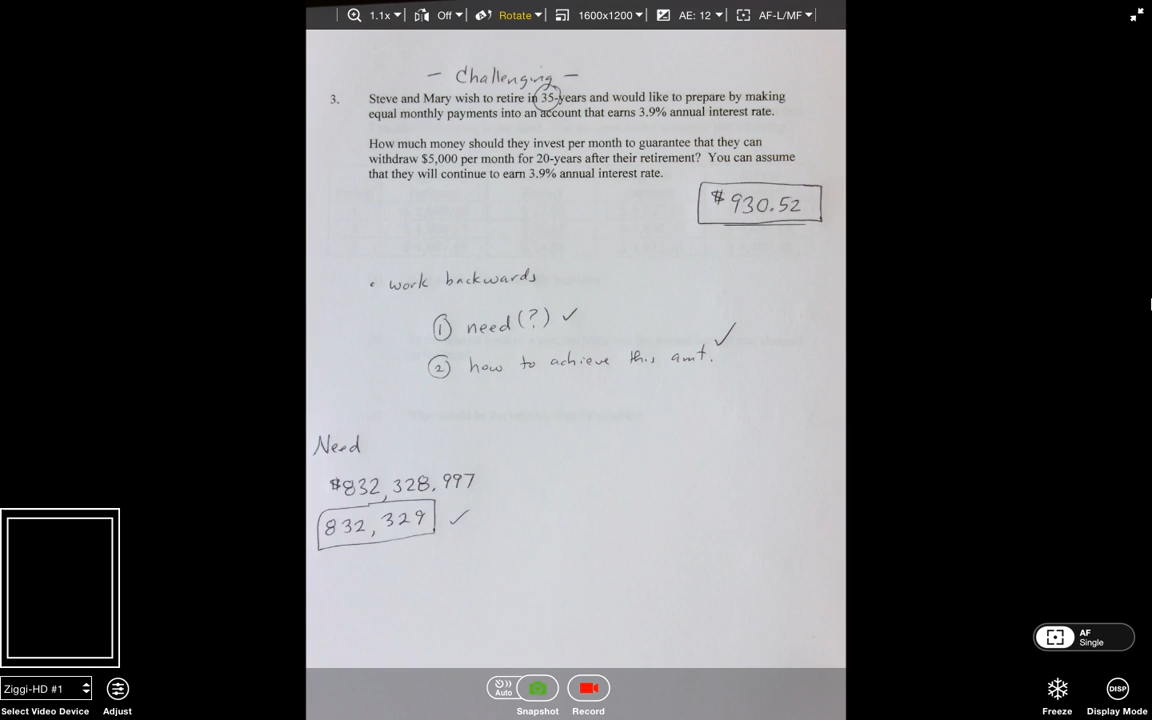 1.1x Off Rotate 1600x1200 AE: 12 AF-L/MF
— Challenging —
3. Steve and Mary wish to retire in 35-years and would like to prepare by making
equal monthly payments into an account that earns 3.9% annual interest rate.
How much money should they invest per month to guarantee that they can
withdraw $5,000 per month for 20-years after their retirement? You can assume
that they will continue to earn 3.9% annual interest rate.
$930.52
• work backwards
① need (?) ✓
② how to achieve this amt. ✓
Need
$832,328.997
832,329 ✓
AF
Single
Ziggi-HD #1
Select Video Device Adjust
Auto
Snapshot Record
DISP
Freeze Display Mode